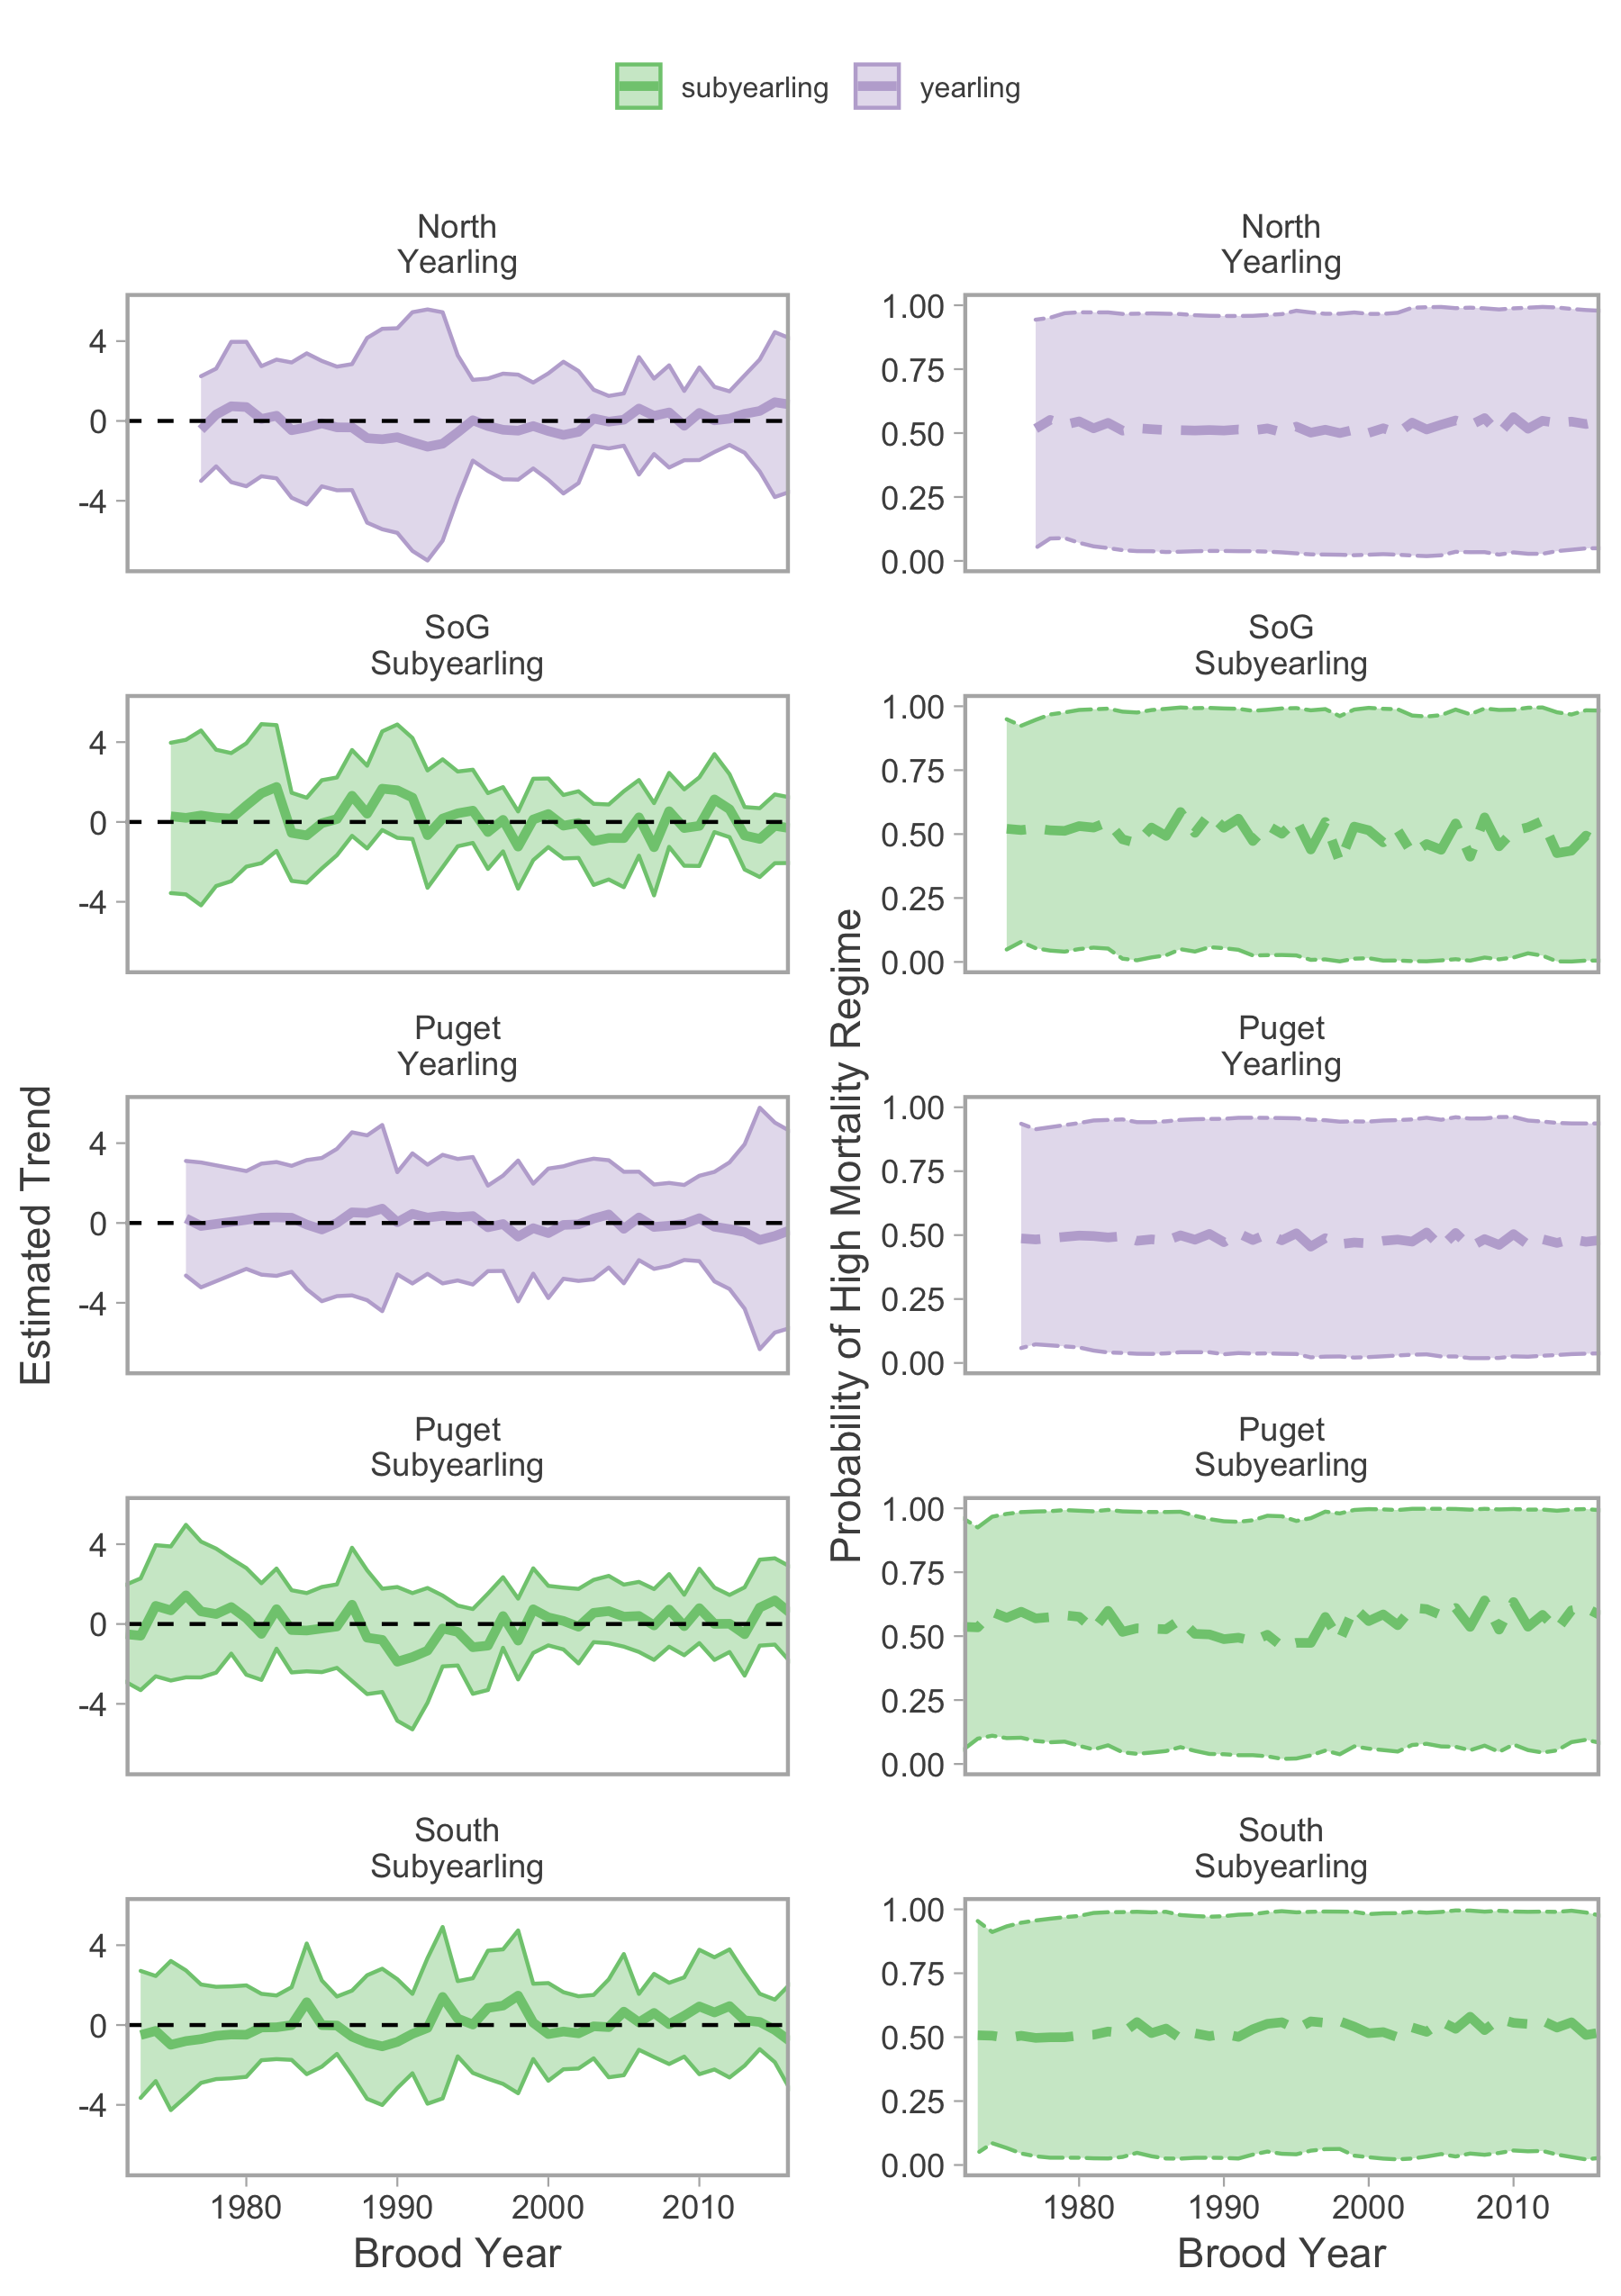 subyearling
yearling
North
Yearling
North
Yearling
4
0
-4
1.00
0.75
0.50
0.25
0.00
SoG
Subyearling
SoG
Subyearling
4
0
-4
1.00
0.75
0.50
0.25
0.00
Puget
Yearling
Puget
Yearling
4
0
-4
1.00
0.75
0.50
0.25
0.00
Estimated Trend
Probability of High Mortality Regime
Puget
Subyearling
Puget
Subyearling
4
0
-4
1.00
0.75
0.50
0.25
0.00
South
Subyearling
South
Subyearling
4
0
-4
1.00
0.75
0.50
0.25
0.00
1980 1990 2000 2010
1980 1990 2000 2010
Brood Year
Brood Year